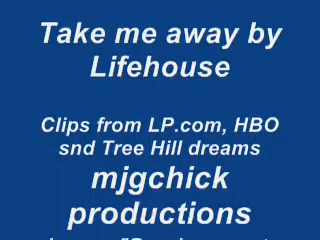 Take me away by
Lifehouse
Clips from LP.com, HBO
snd Tree Hill dreams
mjgchick
productions